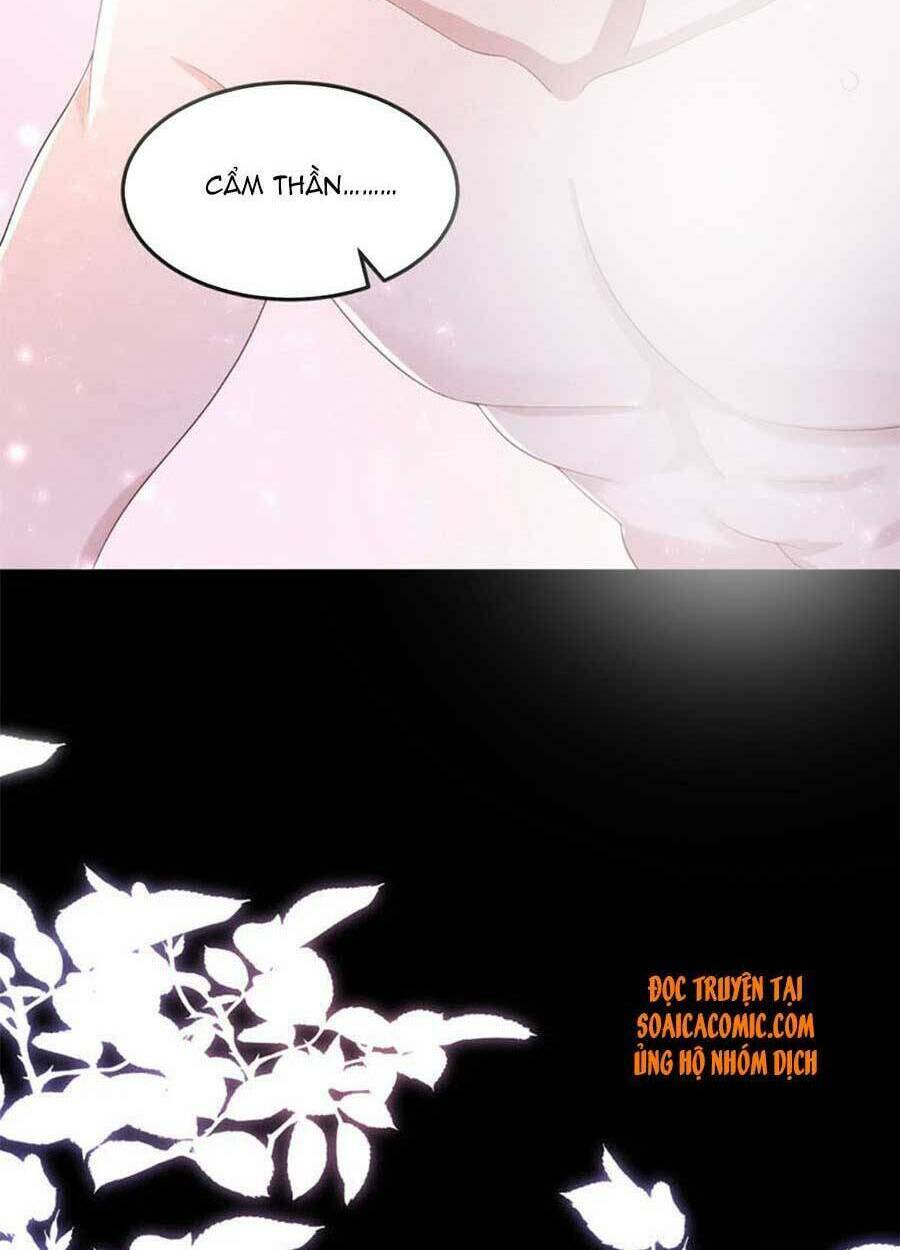 CẨM THẦN.........
ĐỌC TRUYỆN TẠI
SOAICACOMIC.COM
ỦNG HỘ NHÓM DỊCH